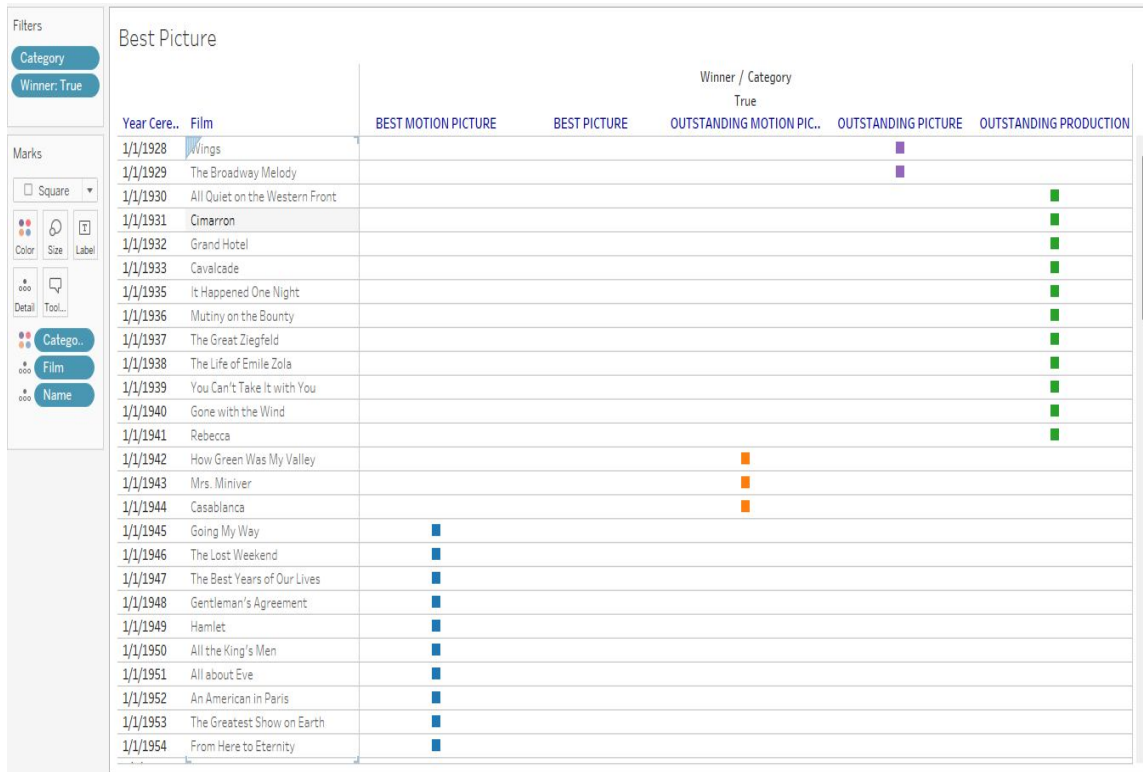 Filters
Category
Winner: True
Marks
Square
Color Size Label
Detail Tool...
Catego..
Film
Name
Best Picture
Winner / Category
True
Year Cere.. Film BEST MOTION PICTURE BEST PICTURE OUTSTANDING MOTION PIC.. OUTSTANDING PICTURE OUTSTANDING PRODUCTION
1/1/1928 Wings
1/1/1929 The Broadway Melody
1/1/1930 All Quiet on the Western Front
1/1/1931 Cimarron
1/1/1932 Grand Hotel
1/1/1933 Cavalcade
1/1/1935 It Happened One Night
1/1/1936 Mutiny on the Bounty
1/1/1937 The Great Ziegfeld
1/1/1938 The Life of Emile Zola
1/1/1939 You Can't Take It with You
1/1/1940 Gone with the Wind
1/1/1941 Rebecca
1/1/1942 How Green Was My Valley
1/1/1943 Mrs. Miniver
1/1/1944 Casablanca
1/1/1945 Going My Way
1/1/1946 The Lost Weekend
1/1/1947 The Best Years of Our Lives
1/1/1948 Gentleman's Agreement
1/1/1949 Hamlet
1/1/1950 All the King's Men
1/1/1951 All about Eve
1/1/1952 An American in Paris
1/1/1953 The Greatest Show on Earth
1/1/1954 From Here to Eternity